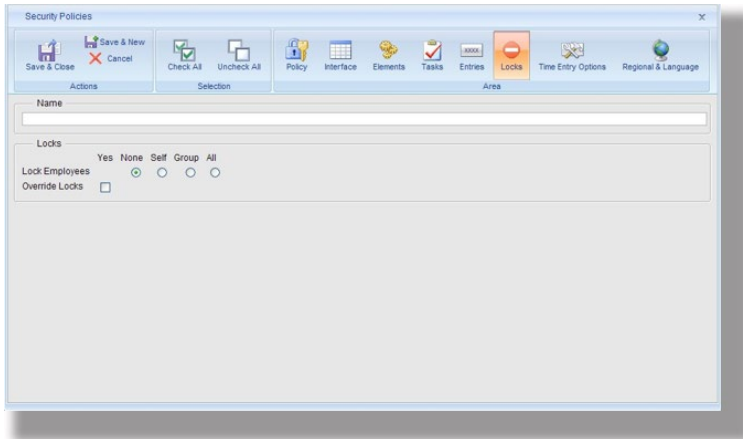 Security Policies x
Save & Close
Save & New
Cancel
Actions
Check All Uncheck All
Selection
Policy Interface Elements Tasks Entries Locks Time Entry Options Regional & Language
Area
Name
Locks
Yes None Self Group All
Lock Employees
Override Locks